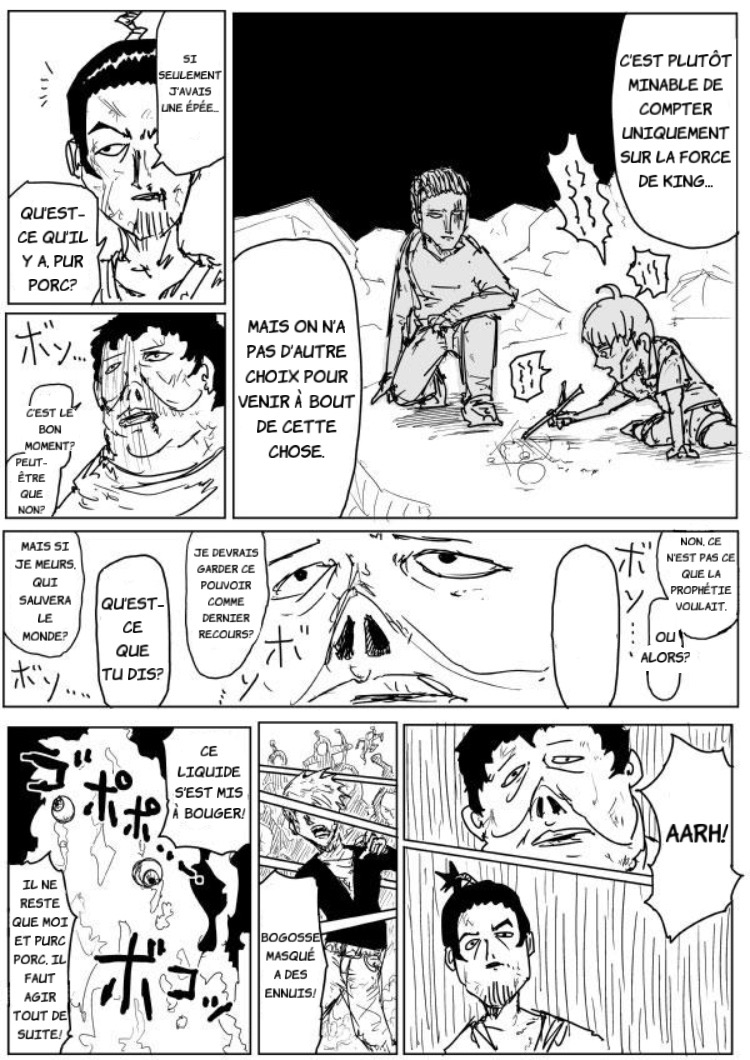 C'EST PLUTÔT
MINABLE DE
COMPTER
UNIQUEMENT
SUR LA FORCE
DE KING...
MAIS ON N'A
PAS D'AUTRE
CHOIX POUR
VENIR À BOUT
DE CETTE
CHOSE.
SI
SEULEMENT
J'AVAIS
UNE ÉPÉE...
QU'EST-
CE QU'IL
Y A, PUR
PORC?
ボソ...
C'EST LE
BON
MOMENT?
PEUT-
ÊTRE
QUE
NON?
NON, CE
N'EST PAS CE
QUE LA
PROPHÉTIE
VOULAIT.
OU
ALORS?
ボソ...
JE DEVRAIS
GARDER CE
POUVOIR
COMME
DERNIER
RECOURS?
ボソ
QU'EST-
CE
QUE
TU DIS?
MAIS SI
JE MEURS,
QUI
SAUVERA
LE
MONDE?
ボソ...
AARH!
BOGOSSE
MASQUÉ
A DES
ENNUIS!
CE
LIQUIDE
S'EST MIS
À BOUGER!
ゴポポ
ボコッ
IL NE
RESTE
QUE MOI
ET PURC
PORC, IL
FAUT
AGIR
TOUT DE
SUITE!